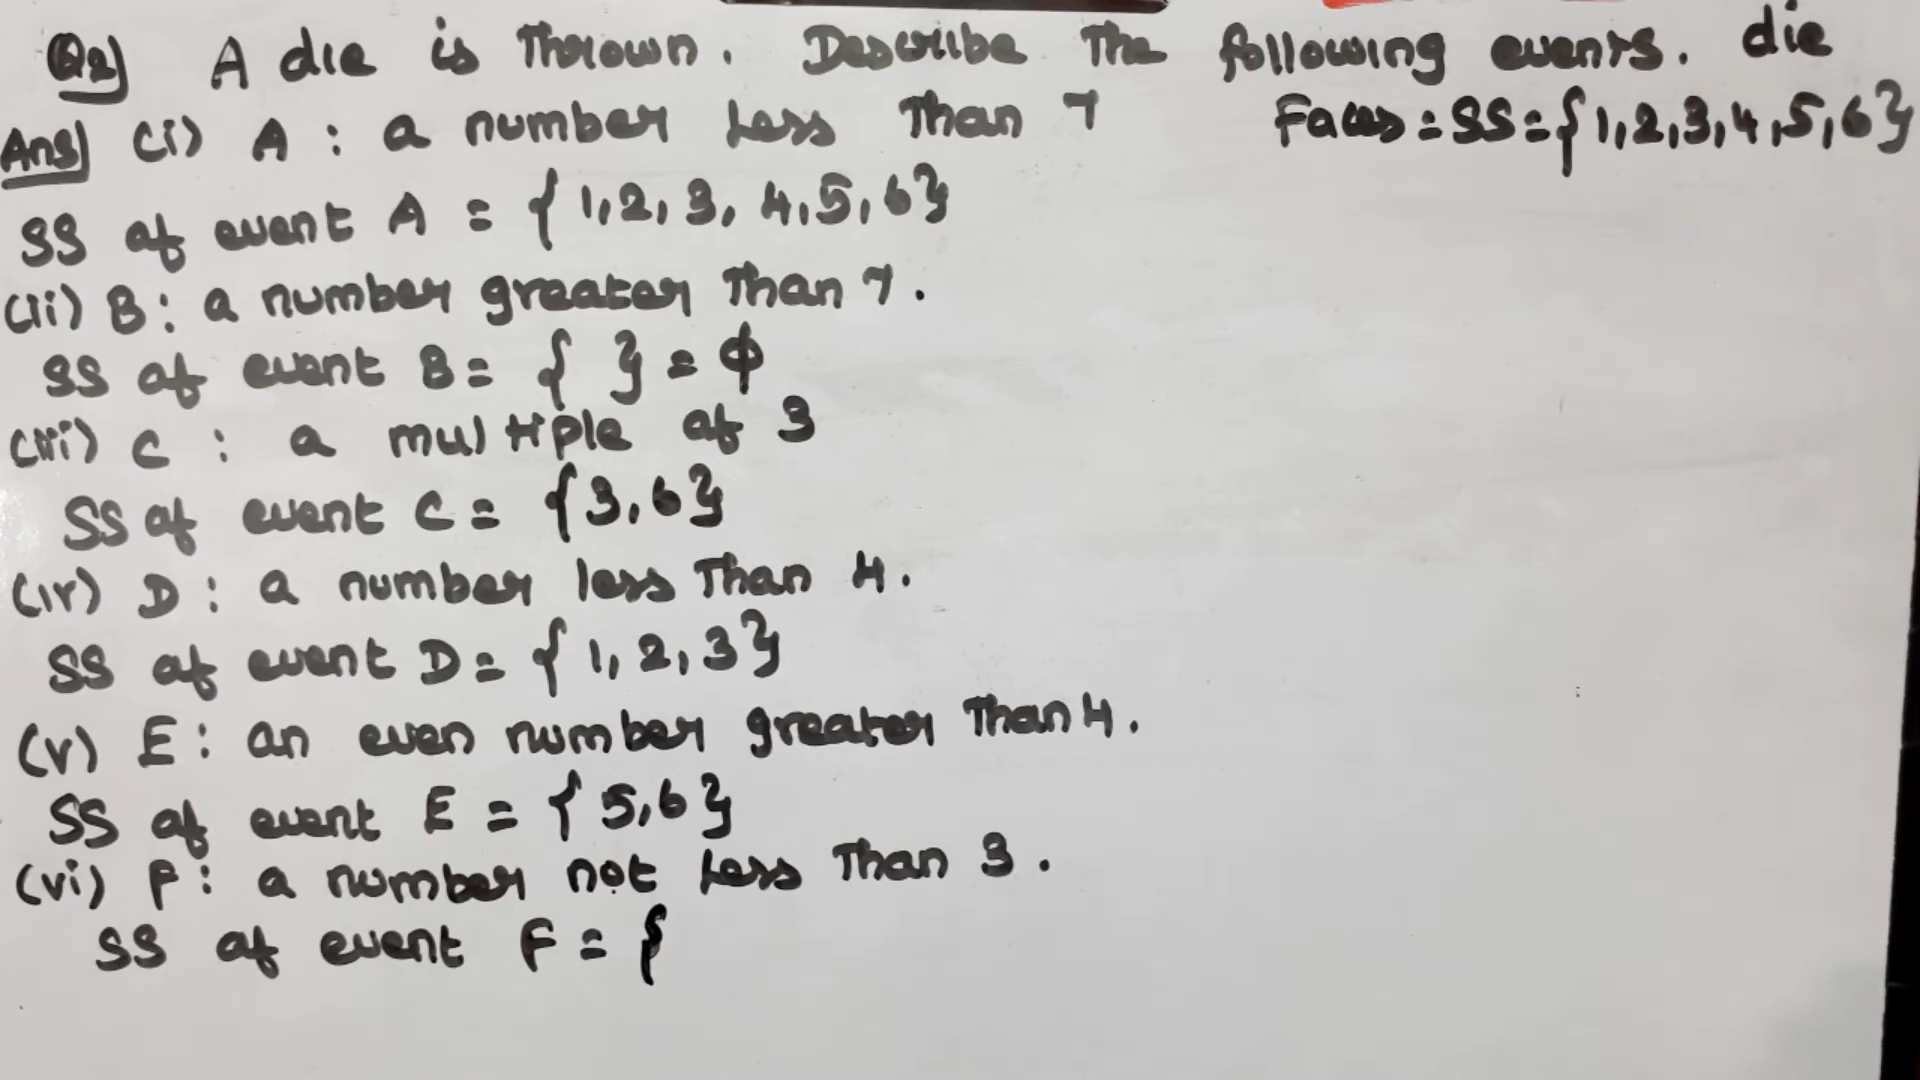 Q2) A die is Thrown. Describe The following events. die
Ans) (i) A : a number Less Than 7 Faces = SS = {1,2,3,4,5,6}
SS of event A = {1,2,3,4,5,6}
(ii) B : a number greater Than 7.
SS of event B = { } = φ
(iii) C : a multiple of 3
SS of event C = {3,6}
(iv) D : a number less Than 4.
SS of event D = {1,2,3}
(v) E : an even number greater Than 4.
SS of event E = {5,6}
(vi) F : a number not Less Than 3.
SS of event F = {